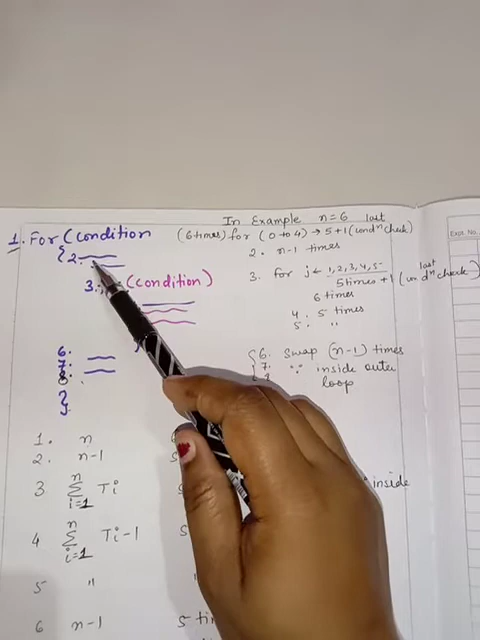 In Example n=6 last
1. For (Condition (6 times) for (0 to 4) → 5+1 (condⁿ check)
{ 2. 2. n-1 times
3. (condition) 3. for j ← 1,2,3,4,5 last
5 times + 1 (condⁿ check)
6 times
4. 5 times
5. "
6. { 6. swap (n-1) times
7. 7. " inside outer
8. 8 loop
}
1. n
2. n-1
3 n Σ i=1 Ti inside
4 n Σ i=1 Ti-1
5 " "
6 n-1 5 ti